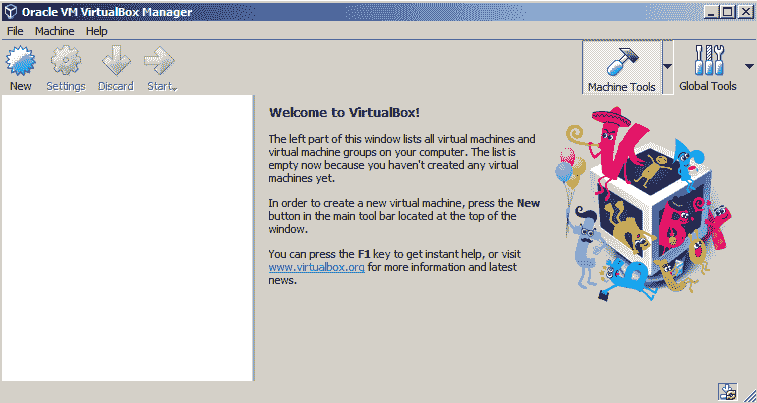 Oracle VM VirtualBox Manager
File Machine Help
New Settings Discard Start Machine Tools Global Tools
Welcome to VirtualBox!
The left part of this window lists all virtual machines and
virtual machine groups on your computer. The list is
empty now because you haven't created any virtual
machines yet.
In order to create a new virtual machine, press the New
button in the main tool bar located at the top of the
window.
You can press the F1 key to get instant help, or visit
www.virtualbox.org for more information and latest
news.